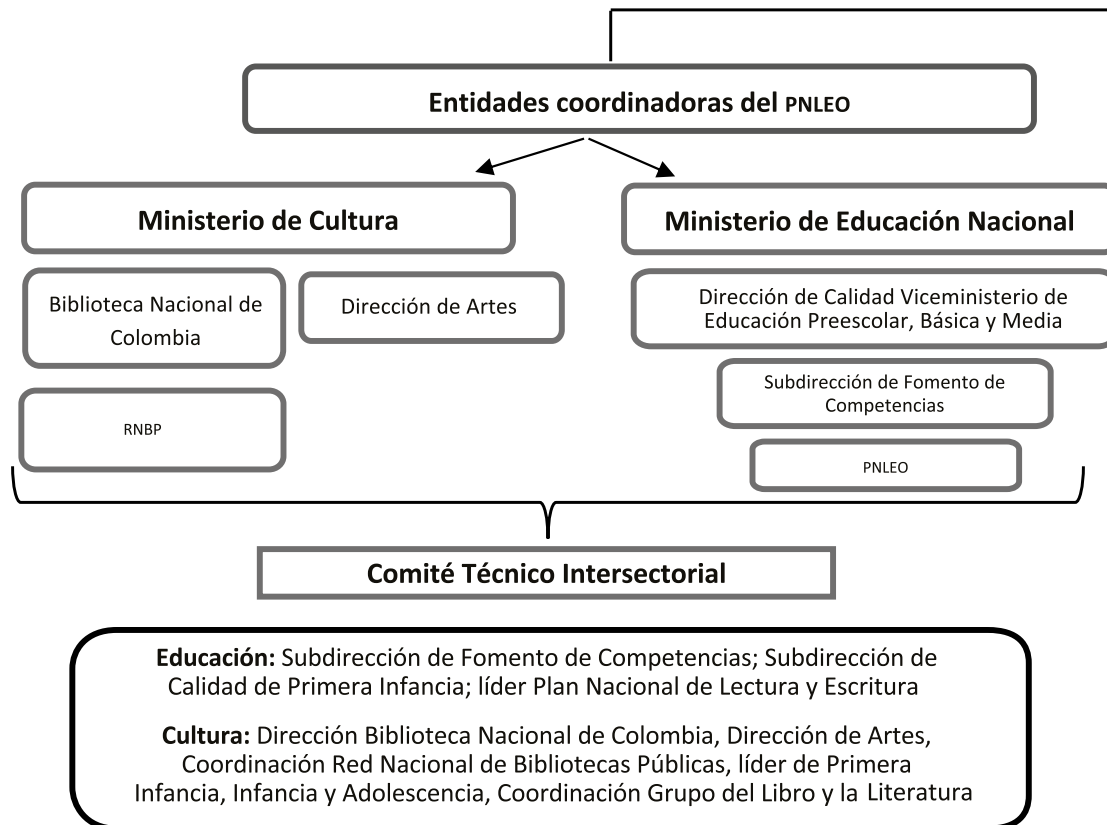 Entidades coordinadoras del PNLEO
Ministerio de Cultura
Ministerio de Educación Nacional
Biblioteca Nacional de
Colombia
Dirección de Artes
Dirección de Calidad Viceministerio de
Educación Preescolar, Básica y Media
Subdirección de Fomento de
Competencias
RNBP
PNLEO
Comité Técnico Intersectorial
Educación: Subdirección de Fomento de Competencias; Subdirección de
Calidad de Primera Infancia; líder Plan Nacional de Lectura y Escritura
Cultura: Dirección Biblioteca Nacional de Colombia, Dirección de Artes,
Coordinación Red Nacional de Bibliotecas Públicas, líder de Primera
Infancia, Infancia y Adolescencia, Coordinación Grupo del Libro y la Literatura